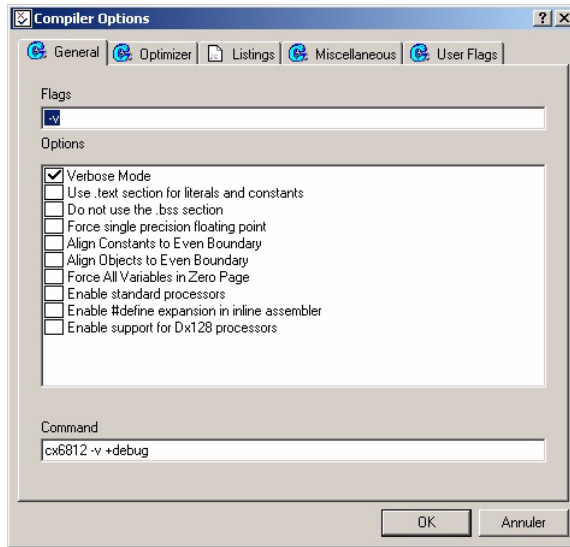 Compiler Options
General Optimizer Listings Miscellaneous User Flags
Flags
-v
Options
Verbose Mode
Use .text section for literals and constants
Do not use the .bss section
Force single precision floating point
Align Constants to Even Boundary
Align Objects to Even Boundary
Force All Variables in Zero Page
Enable standard processors
Enable #define expansion in inline assembler
Enable support for Dx128 processors
Command
cx6812 -v +debug
OK Annuler